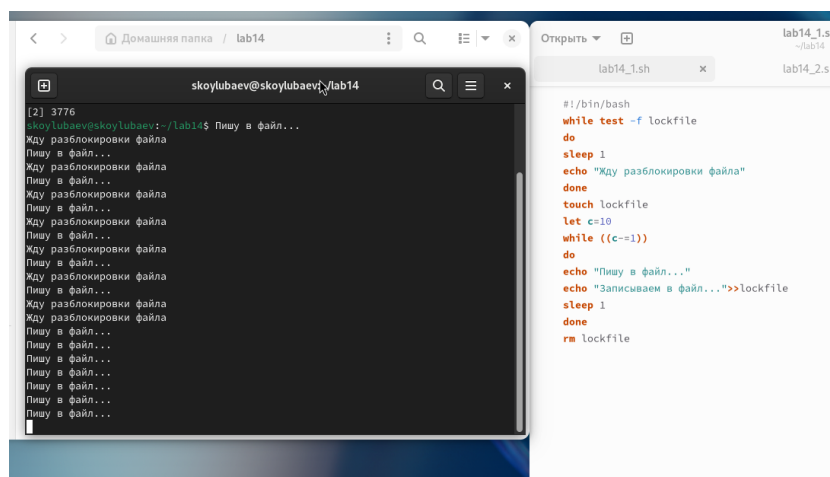 Домашняя папка / lab14
Открыть
lab14_1.s
~/lab14
skoylubaev@skoylubaev:~/lab14
lab14_1.sh
lab14_2.s
[2] 3776
skoylubaev@skoylubaev:~/lab14$ Пишу в файл...
Жду разблокировки файла
Пишу в файл...
Жду разблокировки файла
Пишу в файл...
Жду разблокировки файла
Пишу в файл...
Жду разблокировки файла
Пишу в файл...
Жду разблокировки файла
Пишу в файл...
Жду разблокировки файла
Пишу в файл...
Жду разблокировки файла
Жду разблокировки файла
Пишу в файл...
Пишу в файл...
Пишу в файл...
Пишу в файл...
Пишу в файл...
Пишу в файл...
Пишу в файл...
#!/bin/bash
while test -f lockfile
do
sleep 1
echo "Жду разблокировки файла"
done
touch lockfile
let c=10
while ((c-=1))
do
echo "Пишу в файл..."
echo "Записываем в файл...">>lockfile
sleep 1
done
rm lockfile